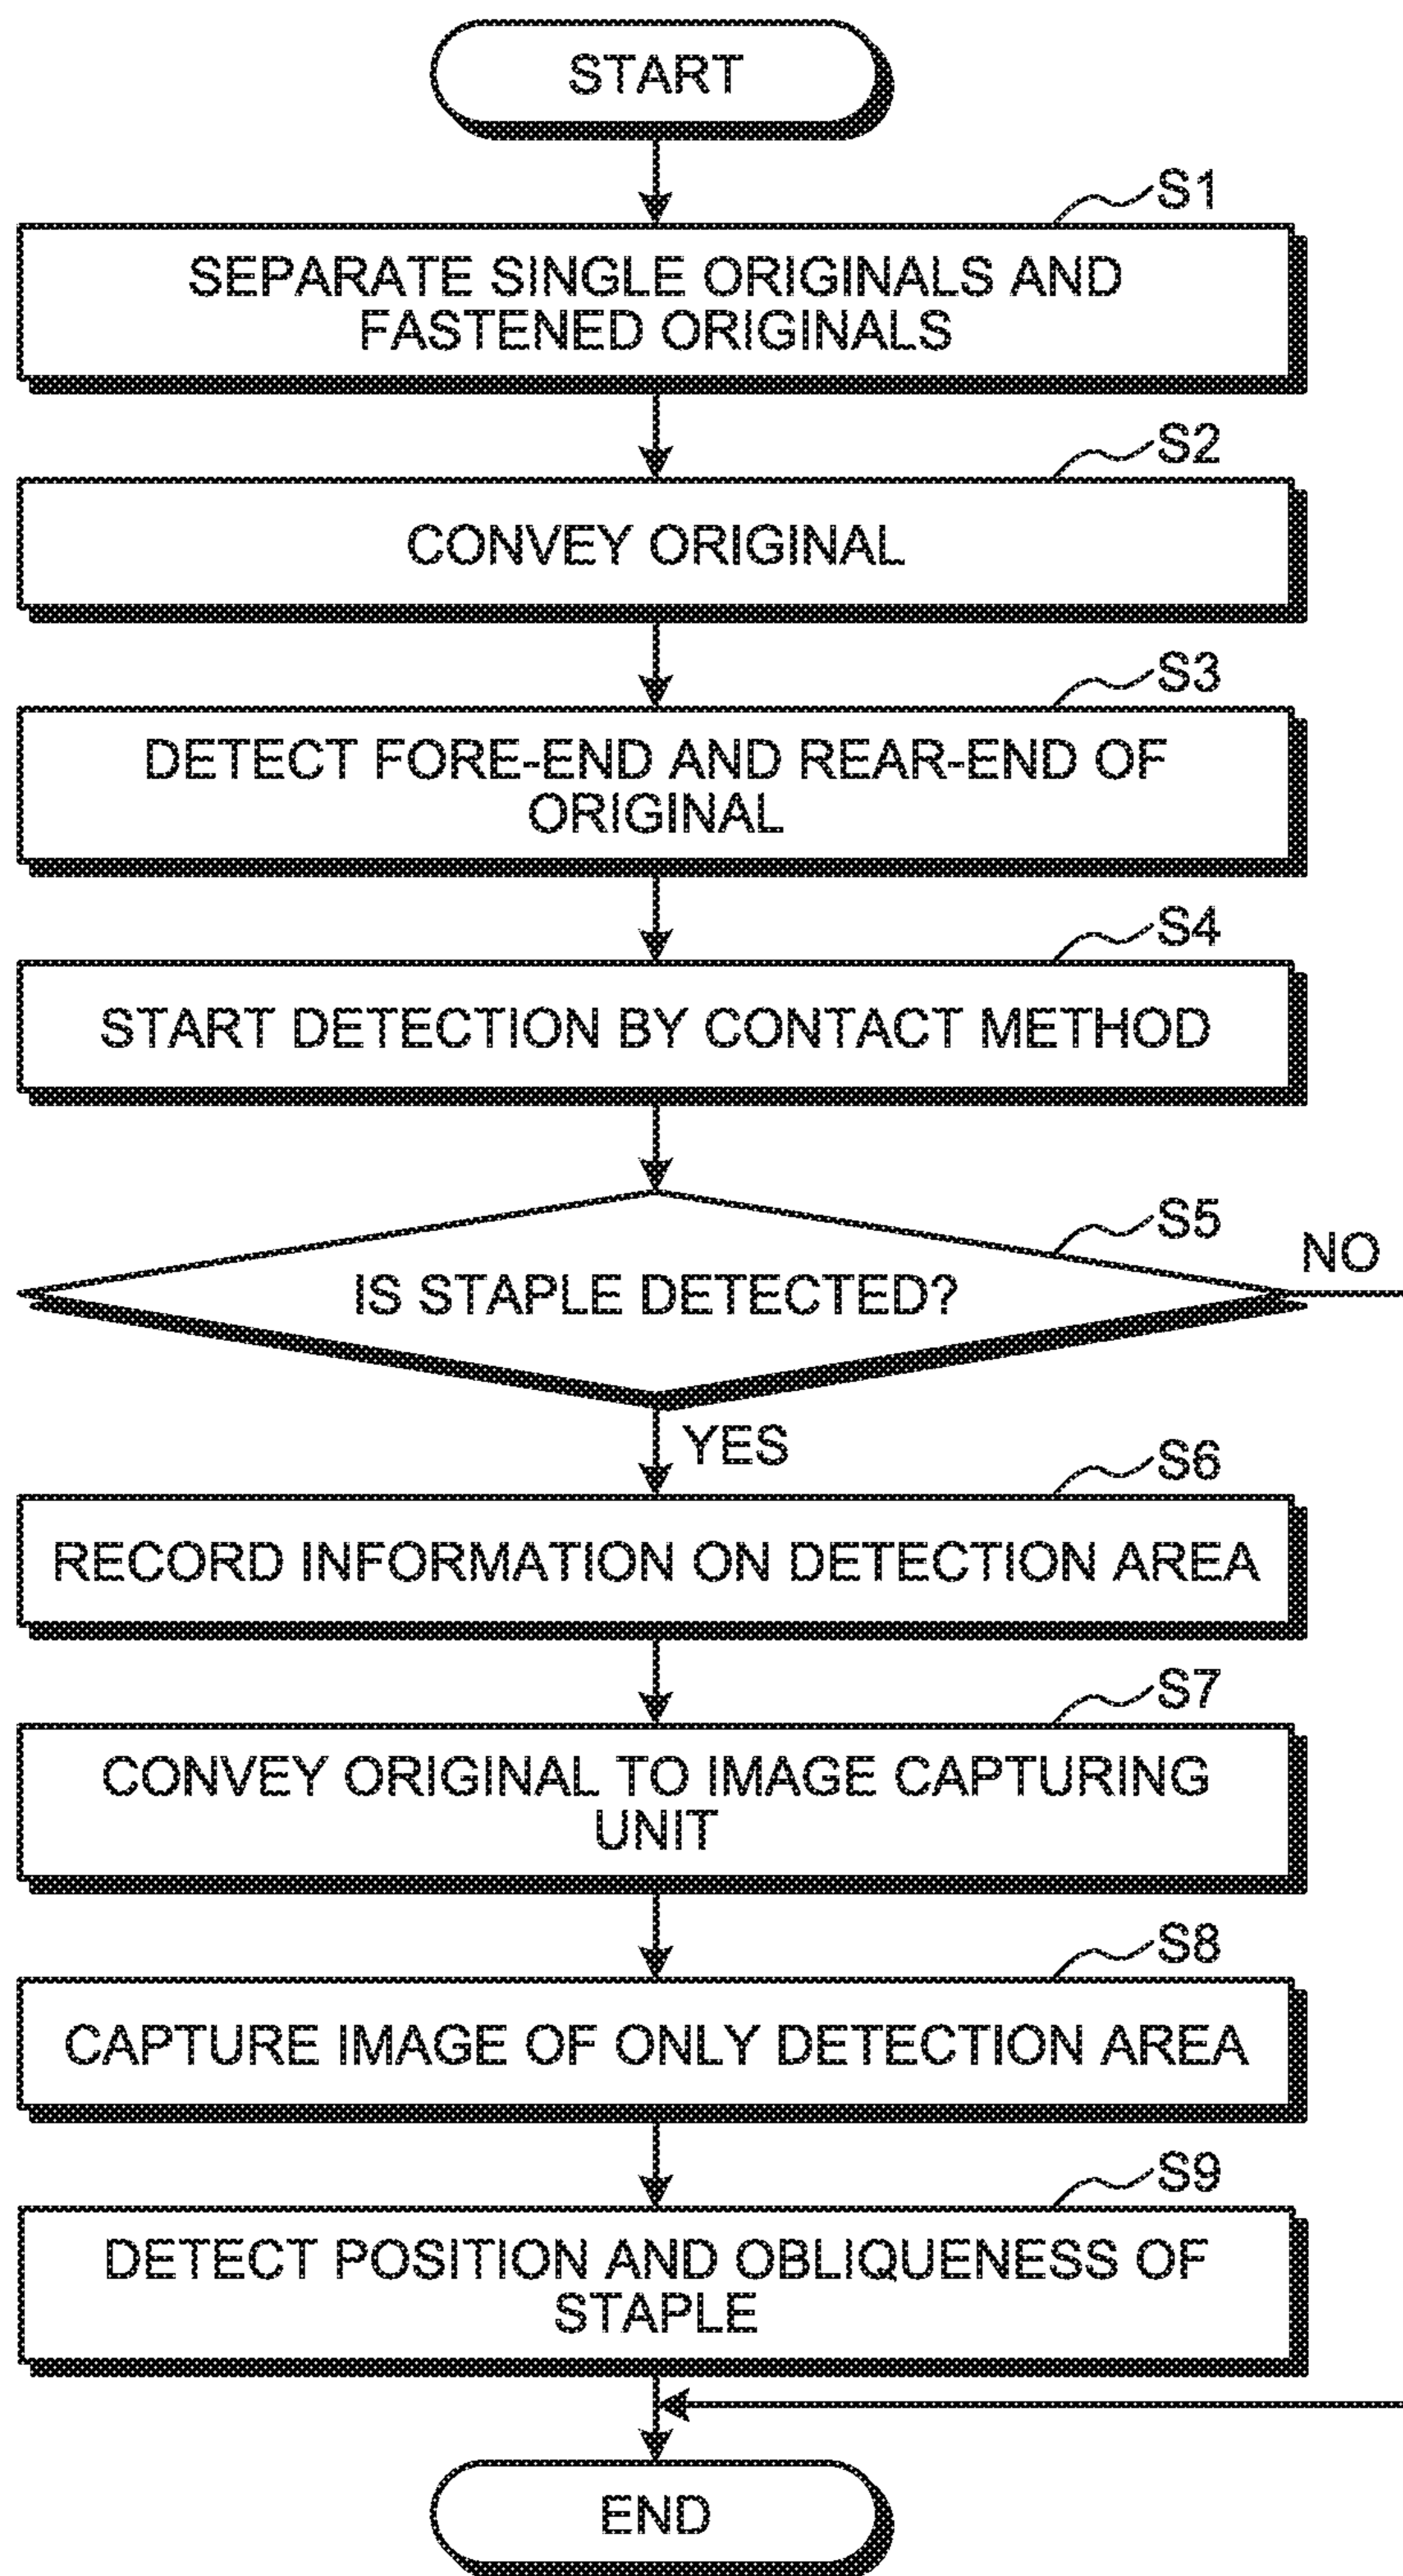 START
S1
SEPARATE SINGLE ORIGINALS AND
FASTENED ORIGINALS
S2
CONVEY ORIGINAL
S3
DETECT FORE-END AND REAR-END OF
ORIGINAL
S4
START DETECTION BY CONTACT METHOD
S5
NO
IS STAPLE DETECTED?
YES
S6
RECORD INFORMATION ON DETECTION AREA
S7
CONVEY ORIGINAL TO IMAGE CAPTURING
UNIT
S8
CAPTURE IMAGE OF ONLY DETECTION AREA
S9
DETECT POSITION AND OBLIQUENESS OF
STAPLE
END